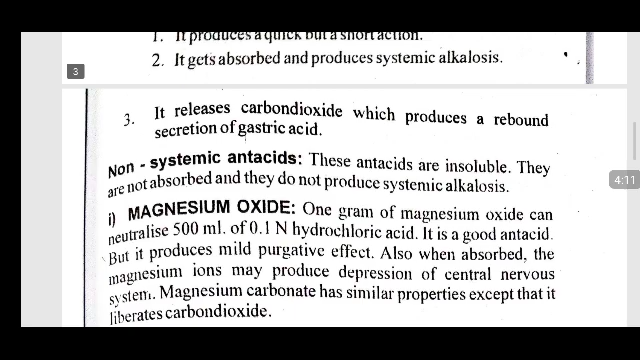 1. It produces a quick but a short action.
2. It gets absorbed and produces systemic alkalosis.
3
3. It releases carbondioxide which produces a rebound
secretion of gastric acid.
Non - systemic antacids: These antacids are insoluble. They
are not absorbed and they do not produce systemic alkalosis.
i) MAGNESIUM OXIDE: One gram of magnesium oxide can
neutralise 500 ml. of 0.1 N hydrochloric acid. It is a good antacid.
But it produces mild purgative effect. Also when absorbed, the
magnesium ions may produce depression of central nervous
system. Magnesium carbonate has similar properties except that it
liberates carbondioxide.
4:11